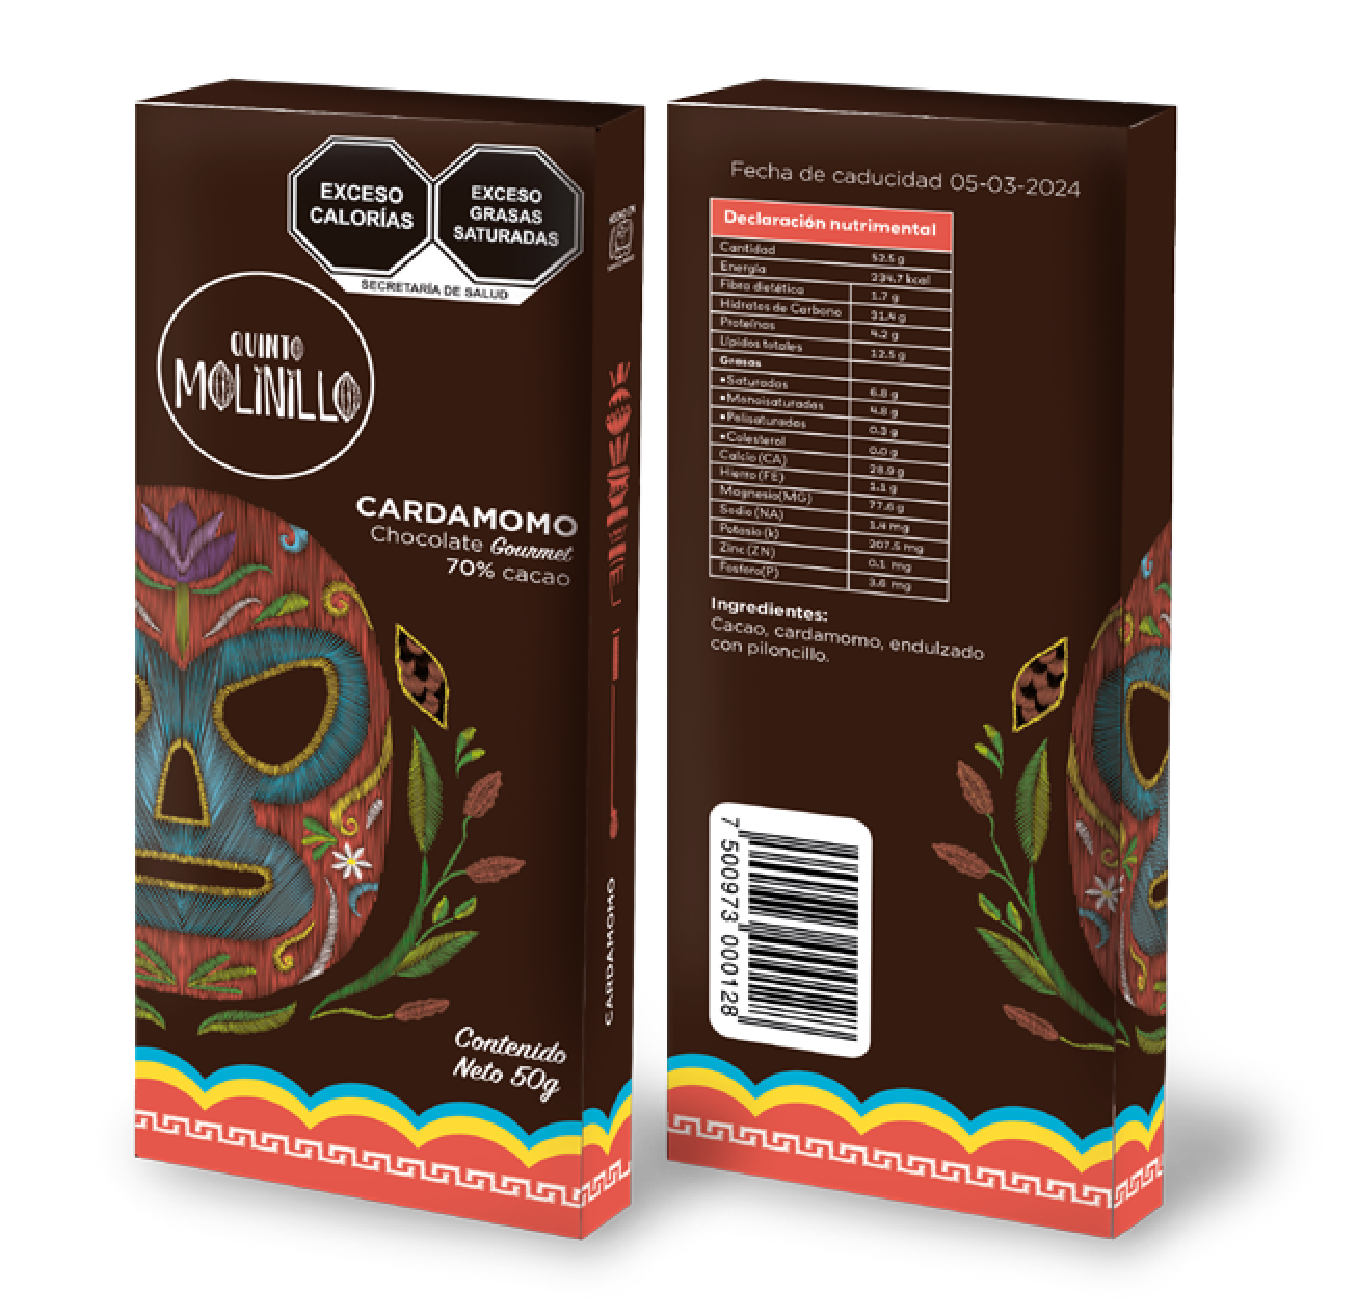 EXCESO
CALORÍAS
EXCESO
GRASAS
SATURADAS
SECRETARÍA DE SALUD
QUINTO
MOLINILLO
CARDAMOMO
Chocolate Gourmet
70% cacao
Contenido
Neto 50g
HECHO EN
CARDAMOMO
Fecha de caducidad 05-03-2024
Declaración nutrimental
Cantidad 52.5 g
Energía 234.7 kcal
Fibra dietética 1.7 g
Hidratos de Carbono 31.4 g
Proteínas 4.2 g
Lípidos totales 12.5 g
Grasas
•Saturadas 6.8 g
•Monoisaturadas 4.8 g
•Polisaturadas 0.3 g
•Colesterol 0.0 g
Calcio (CA) 28.9 g
Hierro (FE) 1.1 g
Magnesio(MG) 77.6 g
Sodio (NA) 1.4 mg
Potasio (k) 207.5 mg
Zinc (ZN) 0.1 mg
Fosforo(P) 3.6 mg
Ingredientes:
Cacao, cardamomo, endulzado
con piloncillo.
7 500973 000128